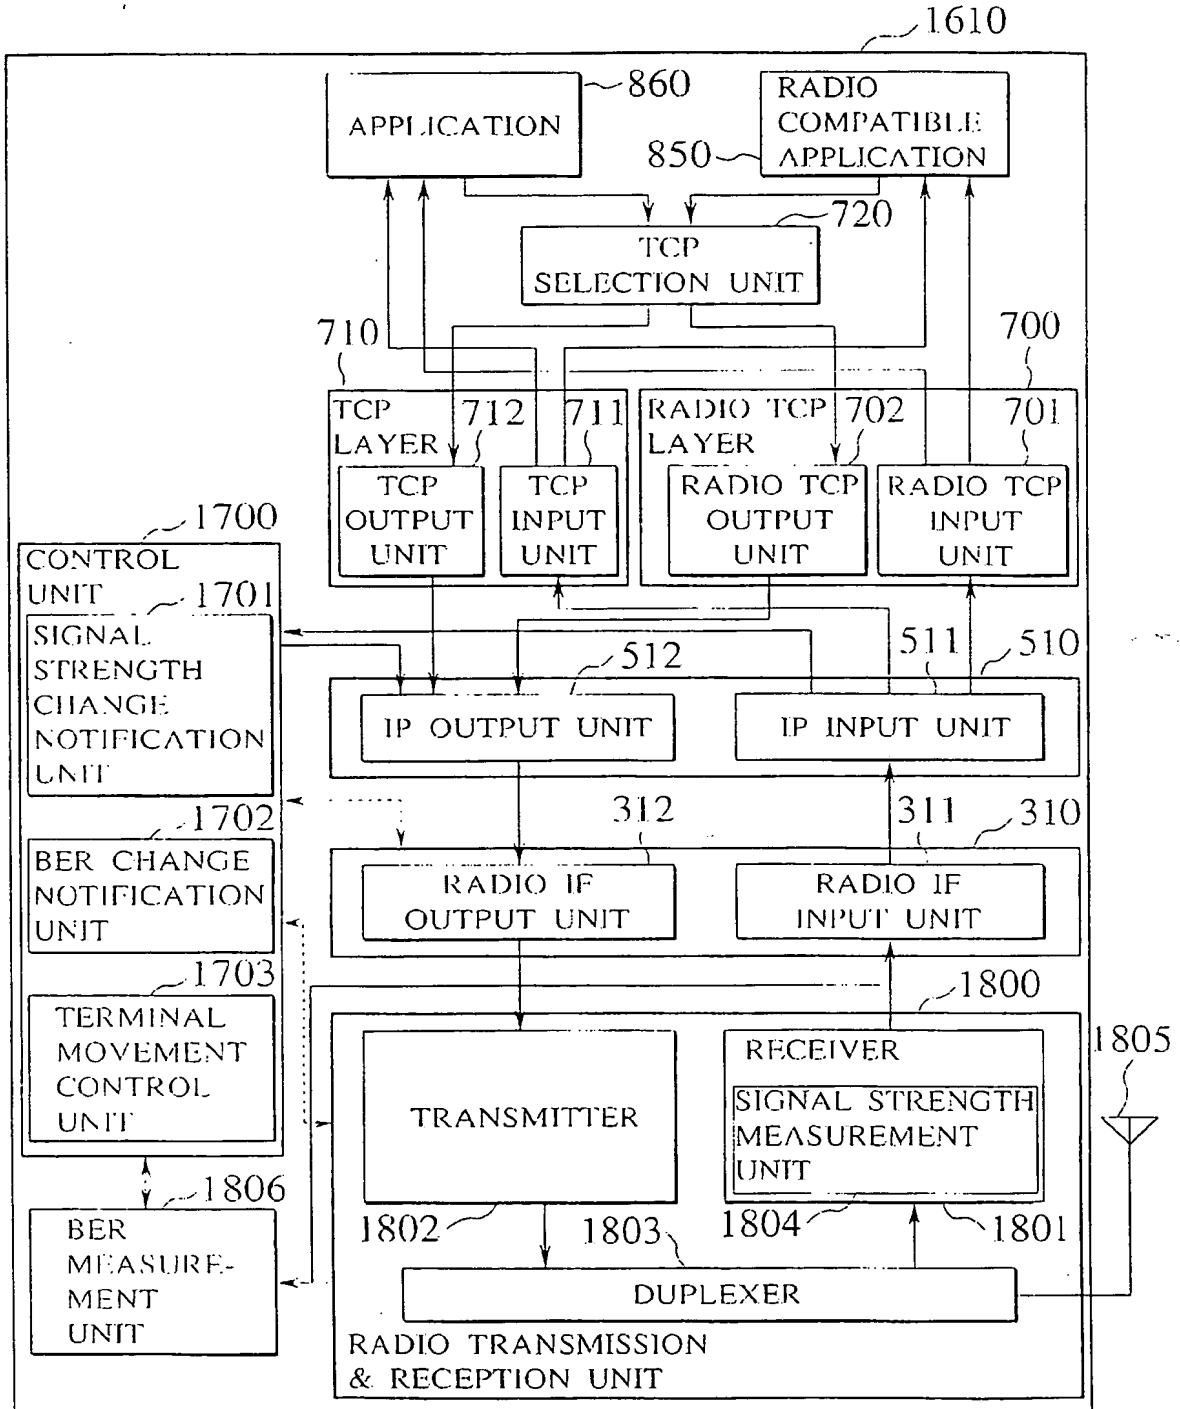 1610
860
APPLICATION
RADIO
COMPATIBLE
APPLICATION
850
720
TCP
SELECTION UNIT
710
700
TCP
LAYER
712
711
RADIO TCP
LAYER
702
701
TCP
OUTPUT
UNIT
TCP
INPUT
UNIT
RADIO TCP
OUTPUT
UNIT
RADIO TCP
INPUT
UNIT
1700
CONTROL
UNIT
1701
SIGNAL
STRENGTH
CHANGE
NOTIFICATION
UNIT
512
511
510
IP OUTPUT UNIT
IP INPUT UNIT
1702
BER CHANGE
NOTIFICATION
UNIT
312
311
310
RADIO IF
OUTPUT UNIT
RADIO IF
INPUT UNIT
1703
TERMINAL
MOVEMENT
CONTROL
UNIT
1800
1805
TRANSMITTER
RECEIVER
SIGNAL STRENGTH
MEASUREMENT
UNIT
1806
BER
MEASURE-
MENT
UNIT
1802
1803
1804
1801
DUPLEXER
RADIO TRANSMISSION
& RECEPTION UNIT